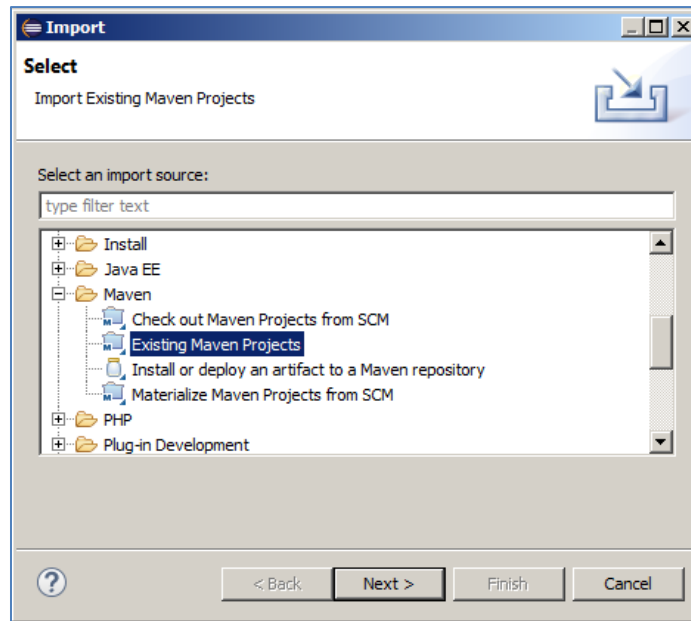 Import
Select
Import Existing Maven Projects
Select an import source:
type filter text
Install
Java EE
Maven
Check out Maven Projects from SCM
Existing Maven Projects
Install or deploy an artifact to a Maven repository
Materialize Maven Projects from SCM
PHP
Plug-in Development
< Back Next > Finish Cancel